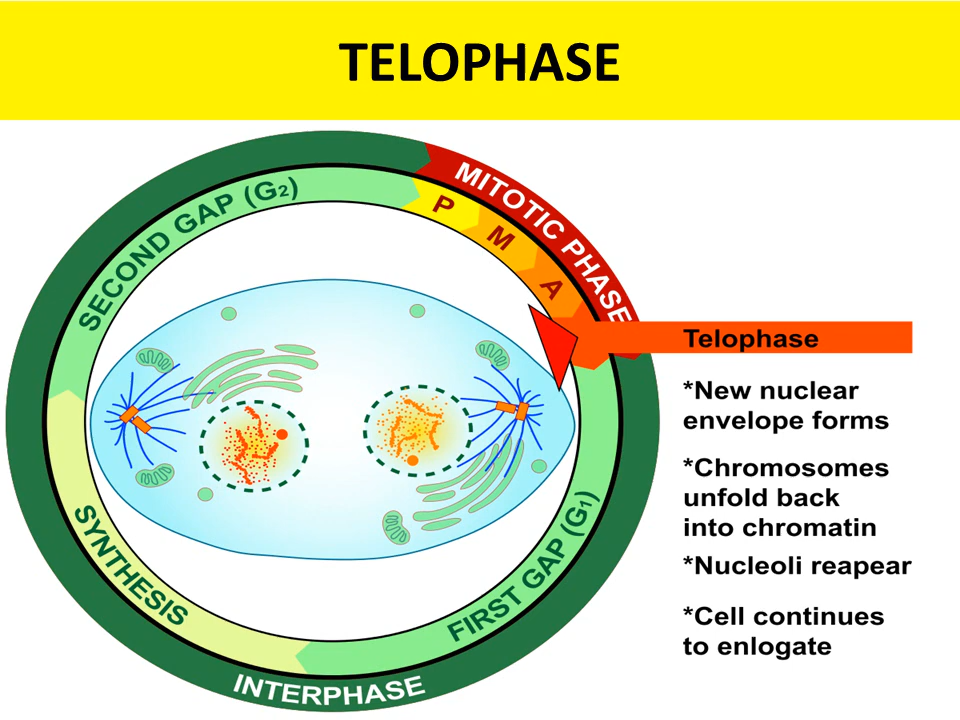 TELOPHASE
MITOTIC PHASE
SECOND GAP (G₂)
P
M
A
Telophase
*New nuclear
envelope forms
*Chromosomes
unfold back
into chromatin
*Nucleoli reapear
*Cell continues
to enlogate
FIRST GAP (G₁)
SYNTHESIS
INTERPHASE